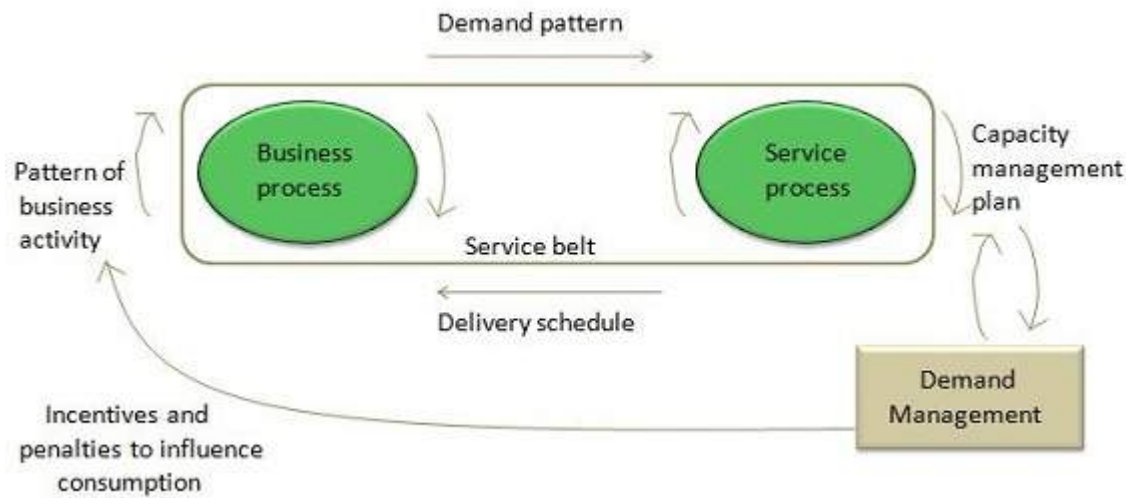 Demand pattern
Business
process
Service
process
Capacity
management
plan
Pattern of
business
activity
Service belt
Delivery schedule
Demand
Management
Incentives and
penalties to influence
consumption